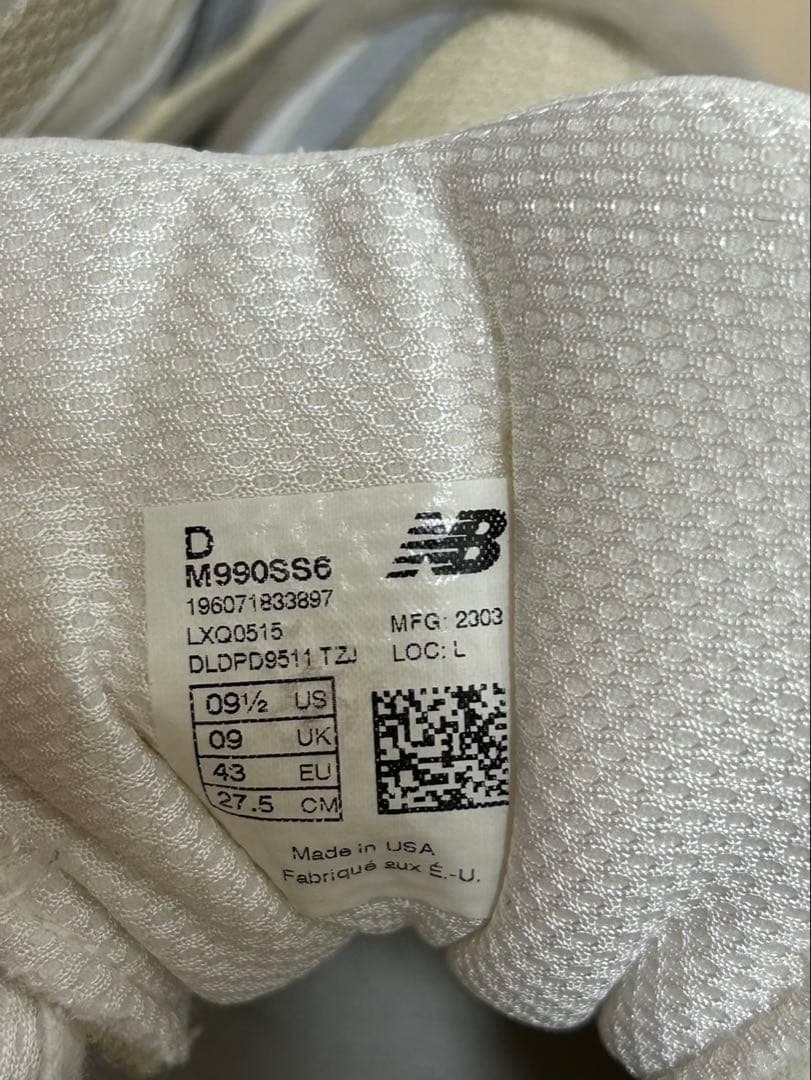 D
M990SS6
NB
196071833897
LXQ0515
MFG: 2303
DLDPD9511 TZJ
LOC: L
09½ US
09 UK
43 EU
27.5 CM
Made in USA
Fabriqué aux É.-U.